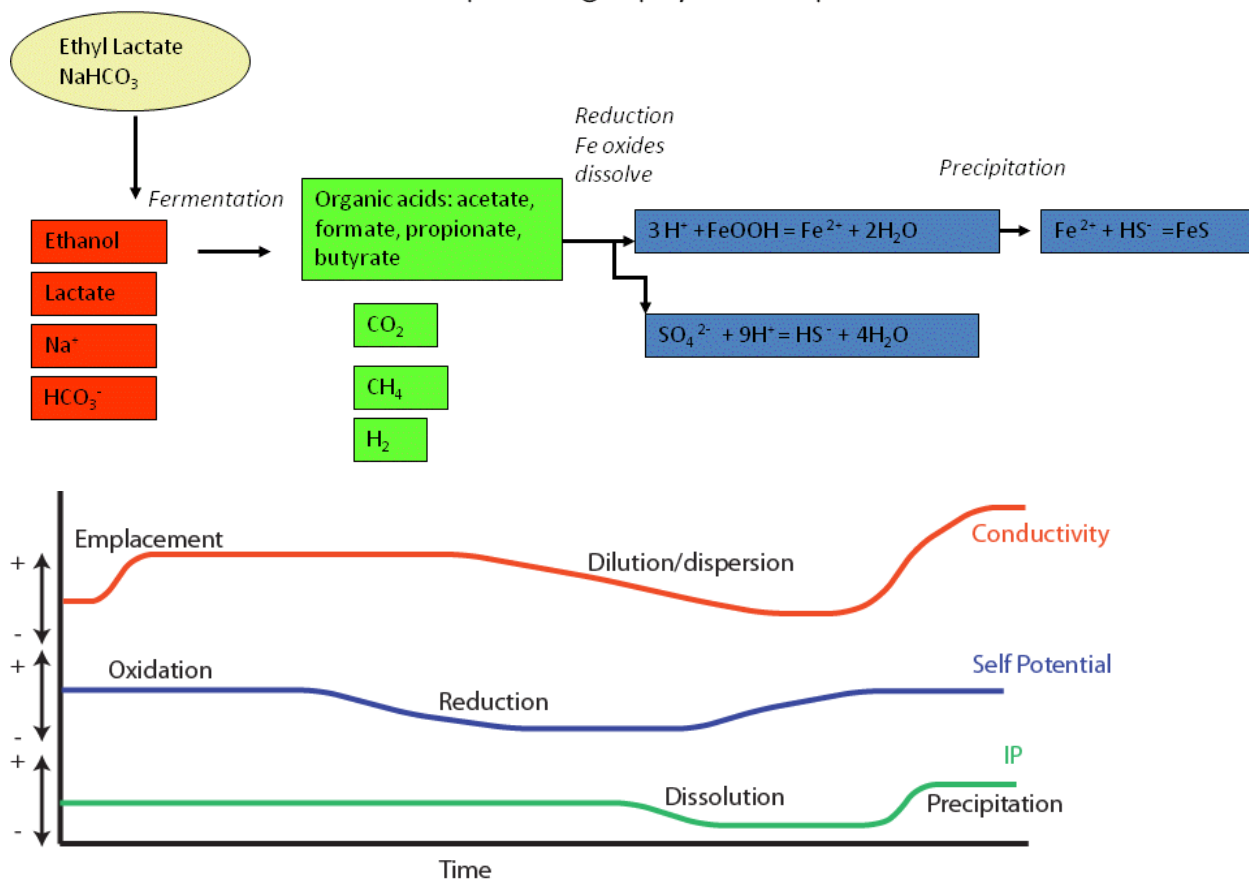 Ethyl Lactate
NaHCO₃
Reduction
Fe oxides
dissolve
Precipitation
Fermentation
Organic acids: acetate,
formate, propionate,
butyrate
Ethanol
Lactate
Na⁺
HCO₃⁻
CO₂
CH₄
H₂
3 H⁺ +FeOOH = Fe²⁺ + 2H₂O
Fe²⁺ + HS⁻ =FeS
SO₄²⁻ + 9H⁺ = HS⁻ + 4H₂O
Emplacement
Dilution/dispersion
Conductivity
+
-
Oxidation
Reduction
Self Potential
+
-
IP
Dissolution
Precipitation
+
-
Time